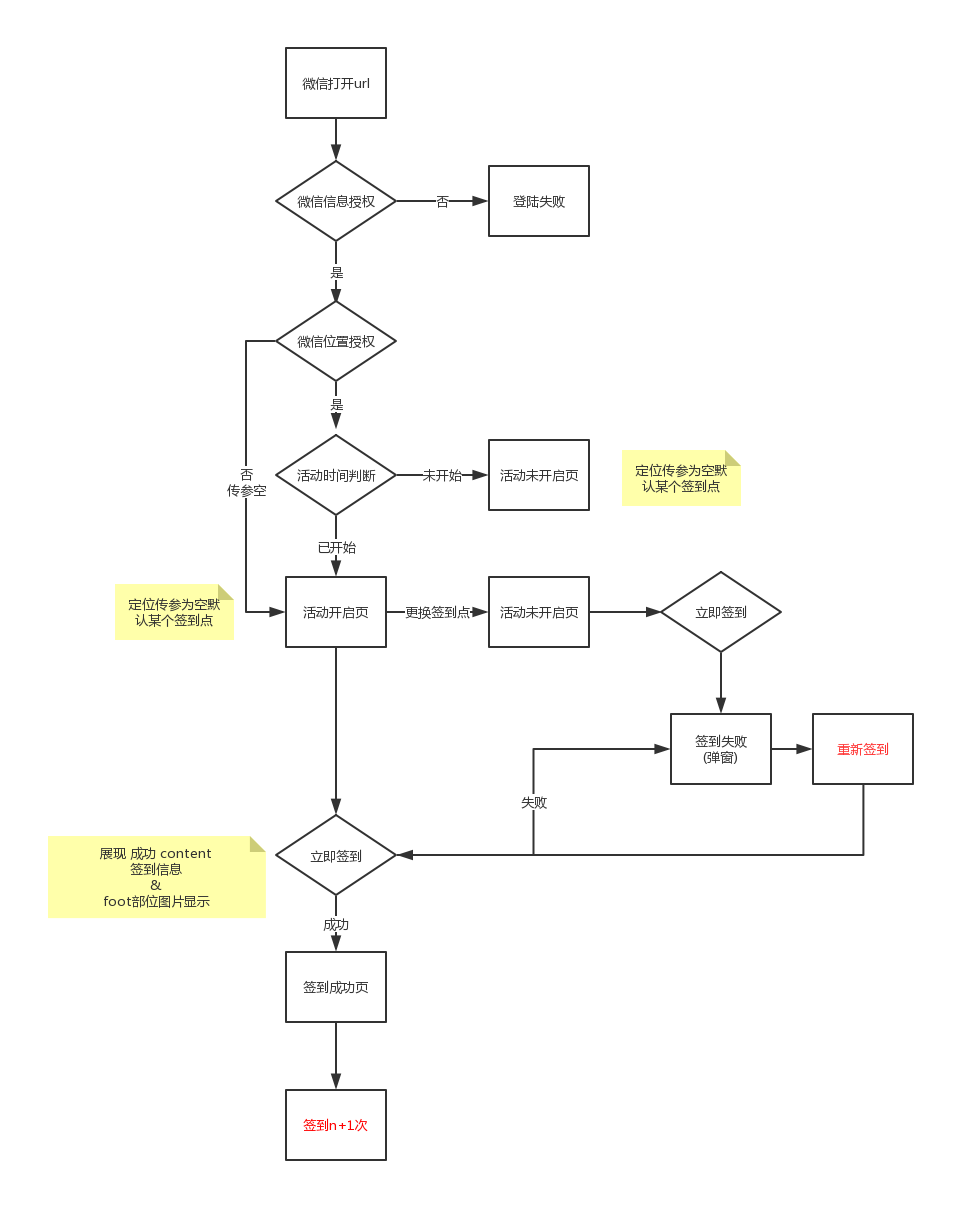 微信打开url
微信信息授权
否
登陆失败
是
微信位置授权
是
否
传参空
活动时间判断
未开始
活动未开启页
定位传参为空默
认某个签到点
已开始
定位传参为空默
认某个签到点
活动开启页
更换签到点
活动未开启页
立即签到
签到失败
(弹窗)
重新签到
失败
展现 成功 content
签到信息
&
foot部位图片显示
立即签到
成功
签到成功页
签到n+1次